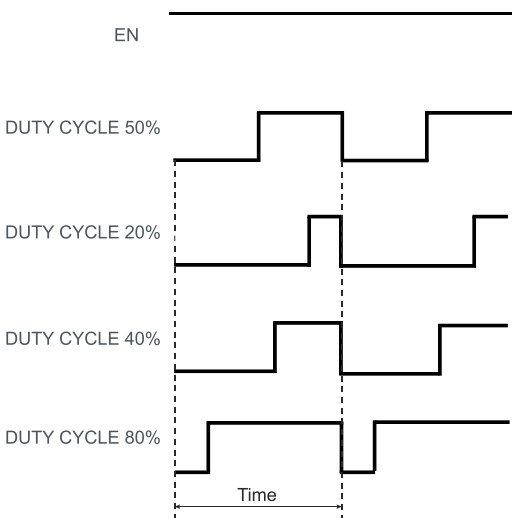 EN
DUTY CYCLE 50%
DUTY CYCLE 20%
DUTY CYCLE 40%
DUTY CYCLE 80%
Time